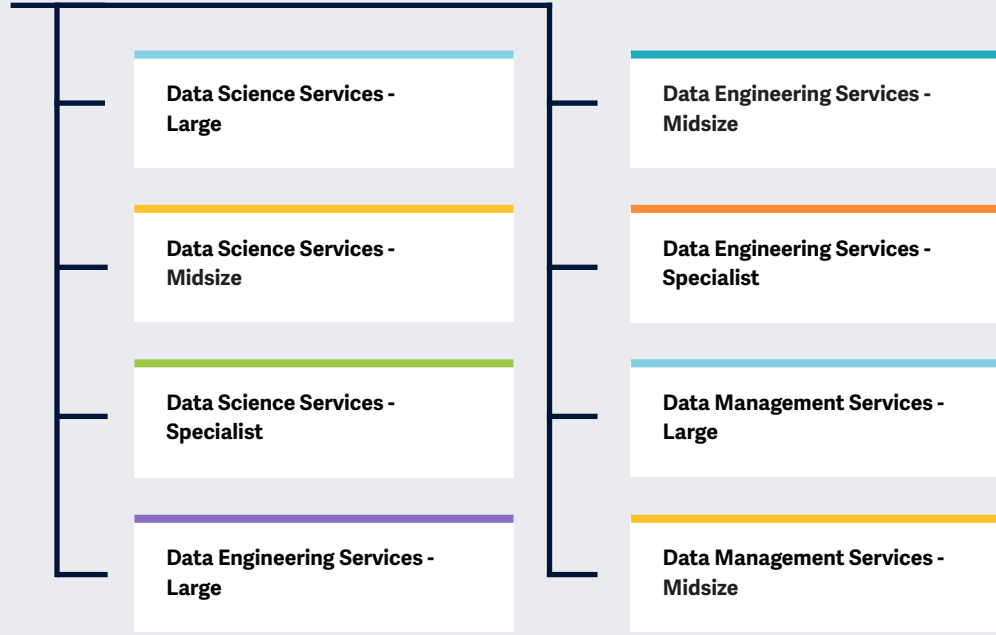 Data Science Services -
Large
Data Science Services -
Midsize
Data Science Services -
Specialist
Data Engineering Services -
Large
Data Engineering Services -
Midsize
Data Engineering Services -
Specialist
Data Management Services -
Large
Data Management Services -
Midsize